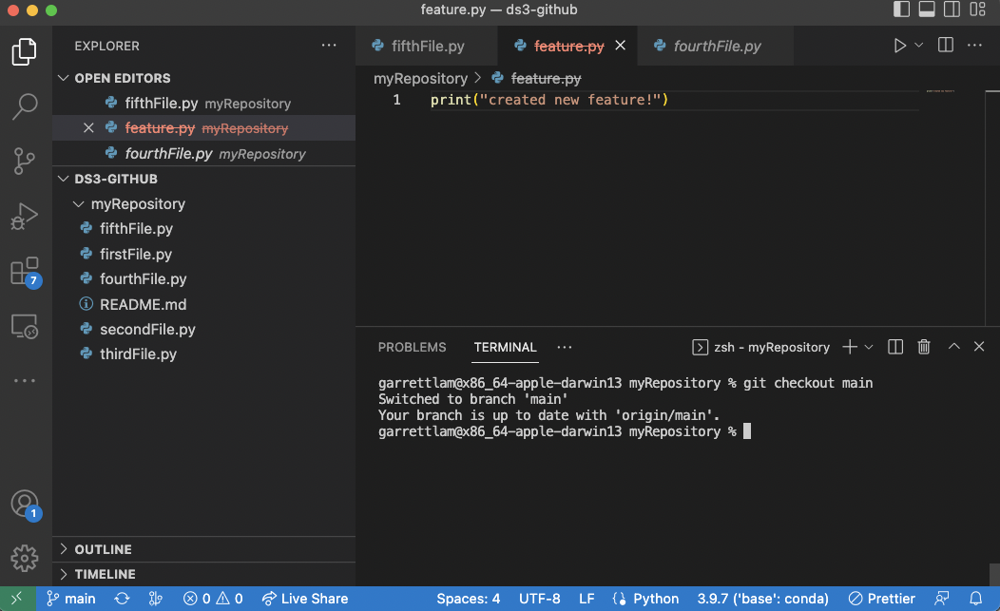 feature.py — ds3-github
EXPLORER
fifthFile.py
feature.py
fourthFile.py
OPEN EDITORS
fifthFile.py myRepository
feature.py myRepository
fourthFile.py myRepository
DS3-GITHUB
myRepository
fifthFile.py
firstFile.py
fourthFile.py
README.md
secondFile.py
thirdFile.py
OUTLINE
TIMELINE
7
1
myRepository > feature.py
1 print("created new feature!")
PROBLEMS TERMINAL
zsh - myRepository
garrettlam@x86_64-apple-darwin13 myRepository % git checkout main
Switched to branch 'main'
Your branch is up to date with 'origin/main'.
garrettlam@x86_64-apple-darwin13 myRepository %
main 0 0 Live Share Spaces: 4 UTF-8 LF Python 3.9.7 ('base': conda) Prettier